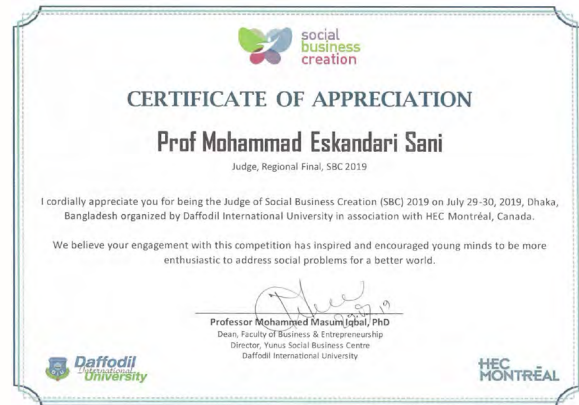 social
business
creation
CERTIFICATE OF APPRECIATION
Prof Mohammad Eskandari Sani
Judge, Regional Final, SBC 2019
I cordially appreciate you for being the Judge of Social Business Creation (SBC) 2019 on July 29-30, 2019, Dhaka,
Bangladesh organized by Daffodil International University in association with HEC Montréal, Canada.
We believe your engagement with this competition has inspired and encouraged young minds to be more
enthusiastic to address social problems for a better world.
Professor Mohammed Masum Iqbal, PhD
Dean, Faculty of Business & Entrepreneurship
Director, Yunus Social Business Centre
Daffodil International University
Daffodil
International
University
HEC
MONTRĒAL